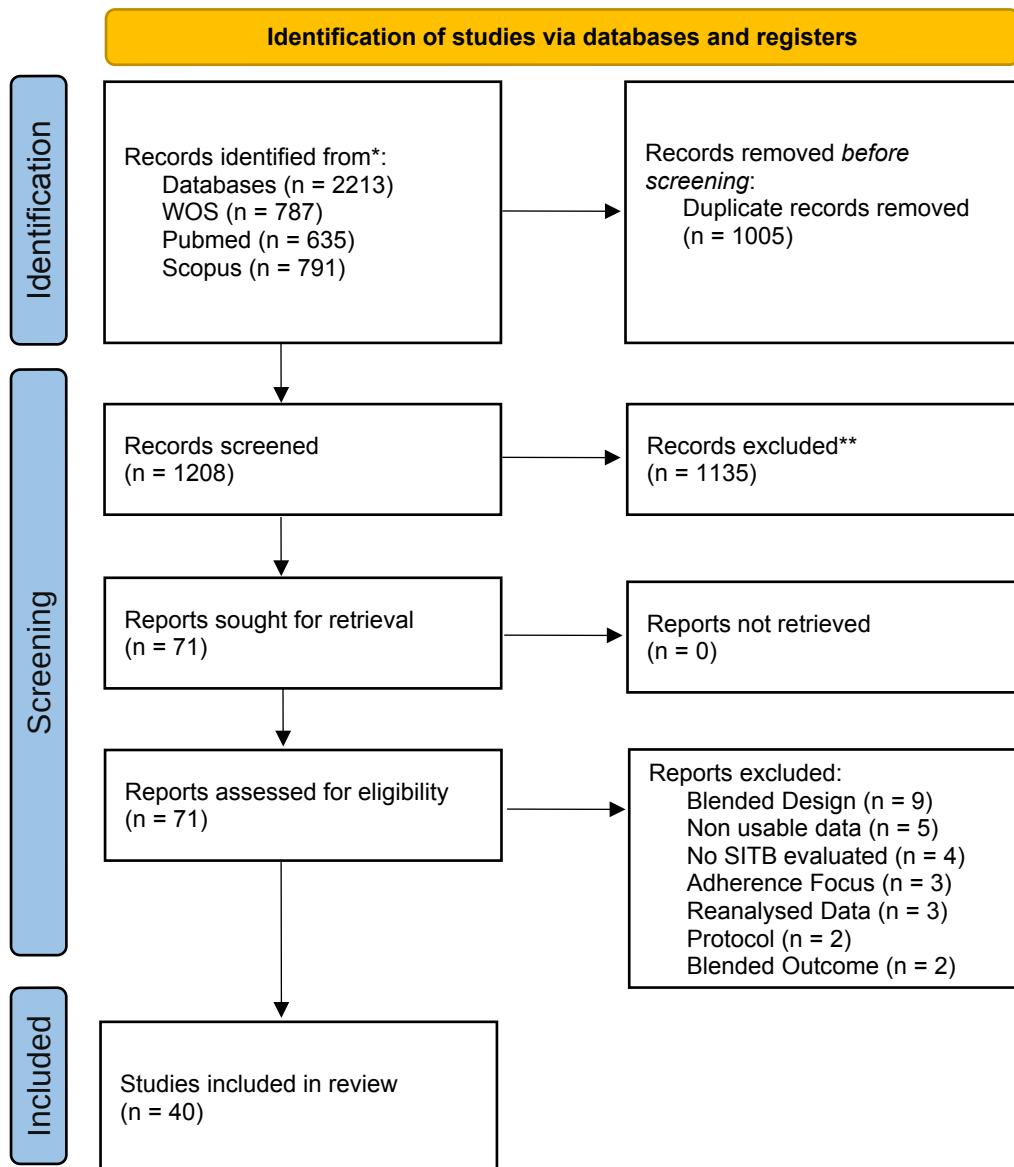 Identification of studies via databases and registers
Identification
Records identified from*:
Databases (n = 2213)
WOS (n = 787)
Pubmed (n = 635)
Scopus (n = 791)
Records removed before
screening:
Duplicate records removed
(n = 1005)
Screening
Records screened
(n = 1208)
Records excluded**
(n = 1135)
Reports sought for retrieval
(n = 71)
Reports not retrieved
(n = 0)
Reports assessed for eligibility
(n = 71)
Reports excluded:
Blended Design (n = 9)
Non usable data (n = 5)
No SITB evaluated (n = 4)
Adherence Focus (n = 3)
Reanalysed Data (n = 3)
Protocol (n = 2)
Blended Outcome (n = 2)
Included
Studies included in review
(n = 40)